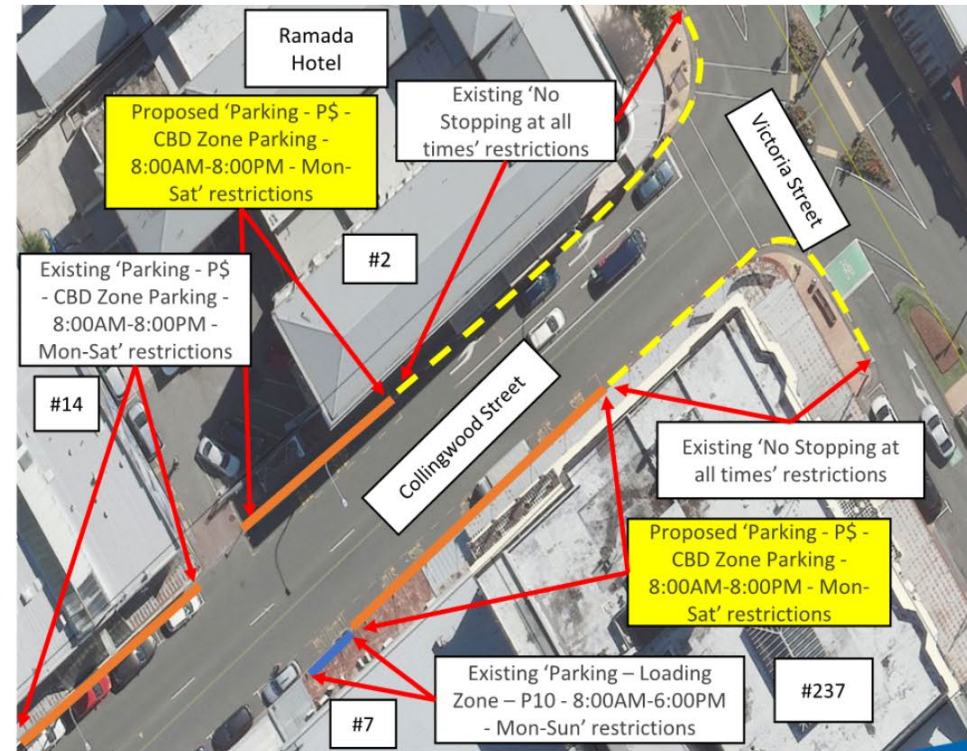 Ramada
Hotel
Proposed ‘Parking - P$ -
CBD Zone Parking -
8:00AM-8:00PM - Mon-
Sat’ restrictions
Existing ‘No
Stopping at all
times’ restrictions
Victoria Street
#2
Existing ‘Parking - P$
- CBD Zone Parking -
8:00AM-8:00PM -
Mon-Sat’ restrictions
#14
Collingwood Street
Existing ‘No Stopping at
all times’ restrictions
Proposed ‘Parking - P$ -
CBD Zone Parking -
8:00AM-8:00PM - Mon-
Sat’ restrictions
Existing ‘Parking – Loading
Zone – P10 - 8:00AM-6:00PM
- Mon-Sun’ restrictions
#237
#7